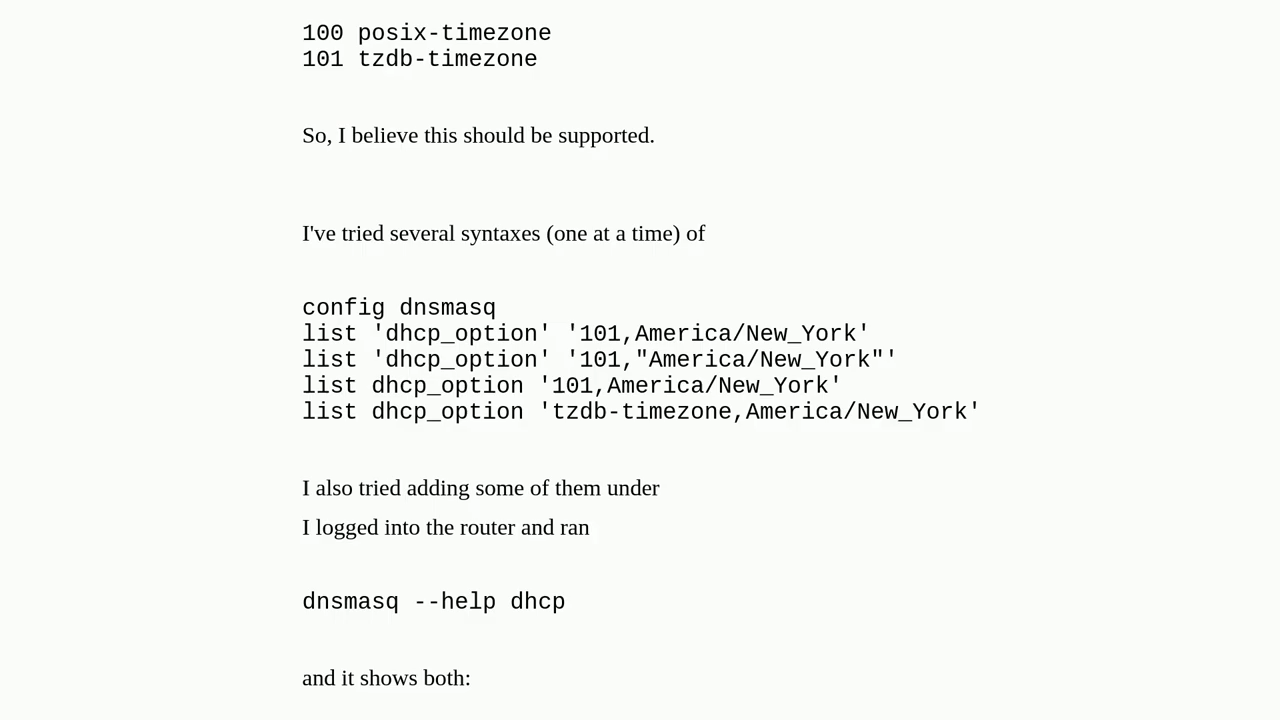 100 posix-timezone
101 tzdb-timezone
So, I believe this should be supported.
I've tried several syntaxes (one at a time) of
config dnsmasq
list 'dhcp_option' '101,America/New_York'
list 'dhcp_option' '101,"America/New_York"'
list dhcp_option '101,America/New_York'
list dhcp_option 'tzdb-timezone,America/New_York'
I also tried adding some of them under
I logged into the router and ran
dnsmasq --help dhcp
and it shows both: